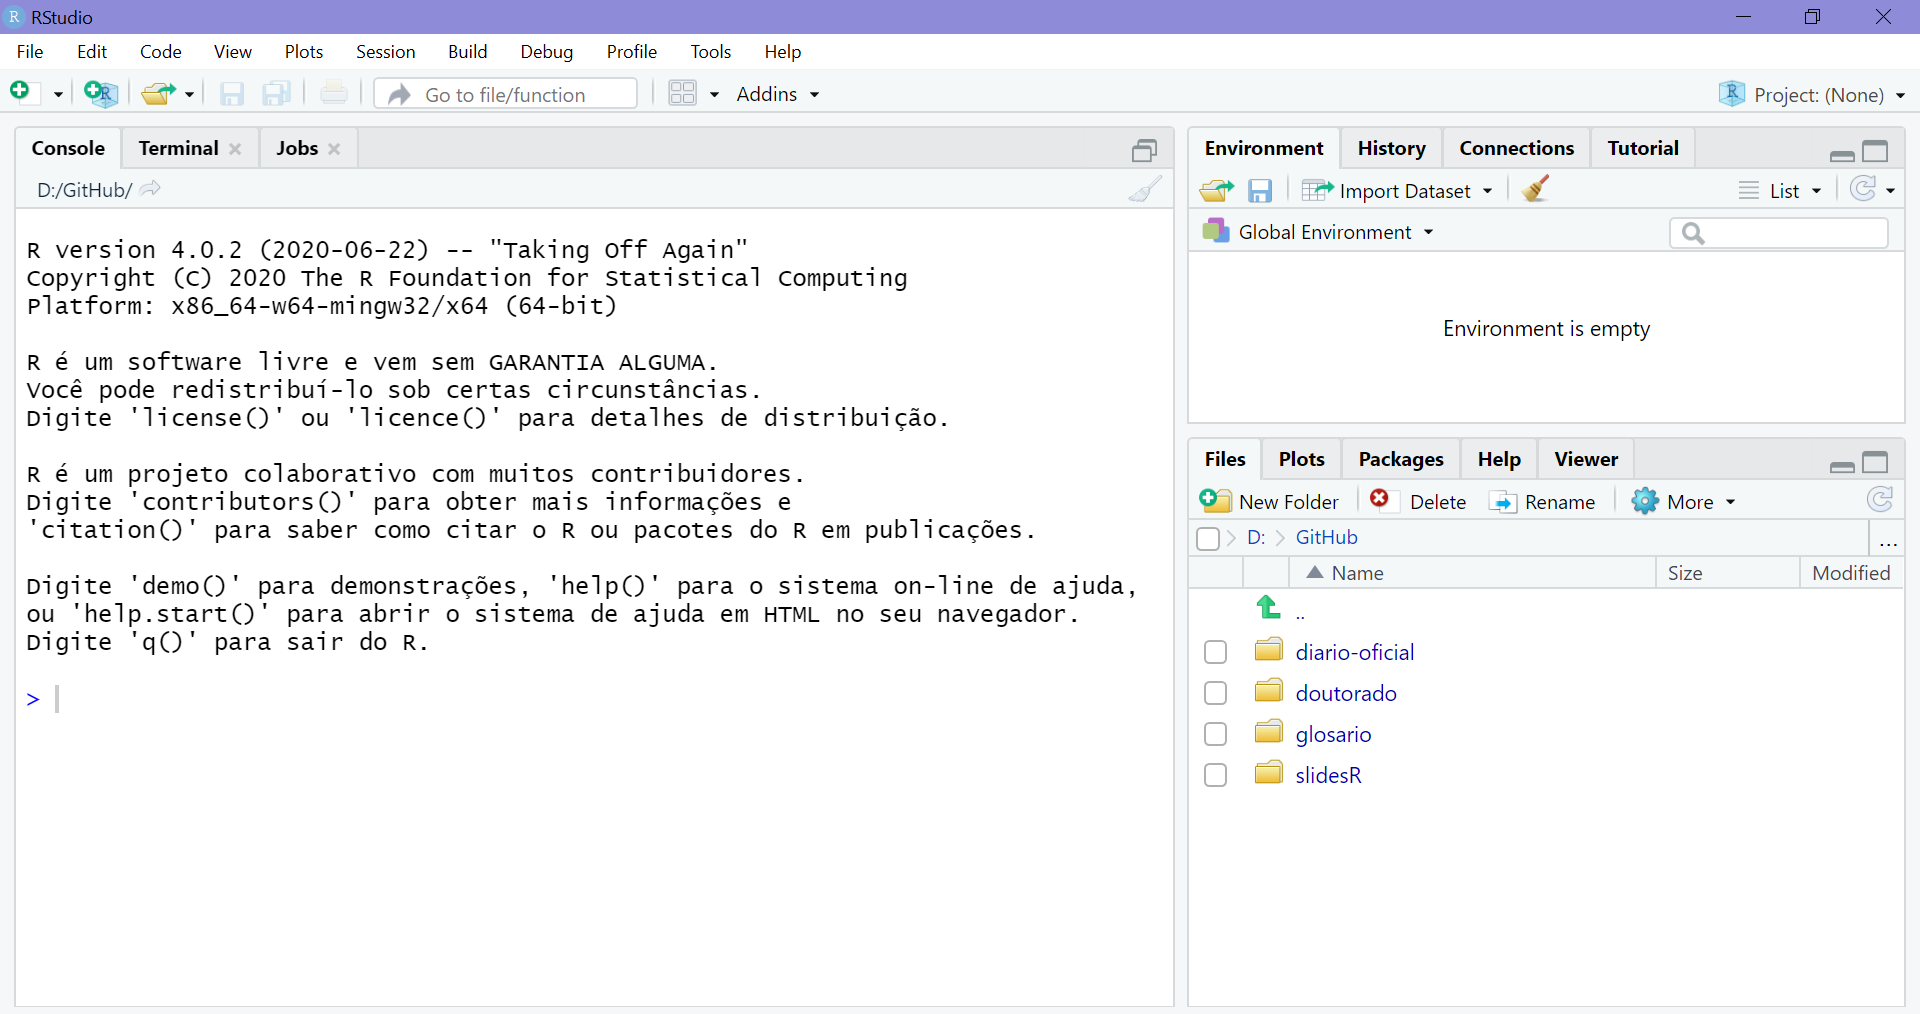 RStudio
File Edit Code View Plots Session Build Debug Profile Tools Help
Go to file/function Addins Project: (None)
Console Terminal Jobs
D:/GitHub/
R version 4.0.2 (2020-06-22) -- "Taking Off Again"
Copyright (C) 2020 The R Foundation for Statistical Computing
Platform: x86_64-w64-mingw32/x64 (64-bit)
R é um software livre e vem sem GARANTIA ALGUMA.
Você pode redistribuí-lo sob certas circunstâncias.
Digite 'license()' ou 'licence()' para detalhes de distribuição.
R é um projeto colaborativo com muitos contribuidores.
Digite 'contributors()' para obter mais informações e
'citation()' para saber como citar o R ou pacotes do R em publicações.
Digite 'demo()' para demonstrações, 'help()' para o sistema on-line de ajuda,
ou 'help.start()' para abrir o sistema de ajuda em HTML no seu navegador.
Digite 'q()' para sair do R.
>
Environment History Connections Tutorial
Import Dataset List
Global Environment
Environment is empty
Files Plots Packages Help Viewer
New Folder Delete Rename More
D: GitHub ...
Name Size Modified
..
diario-oficial
doutorado
glosario
slidesR